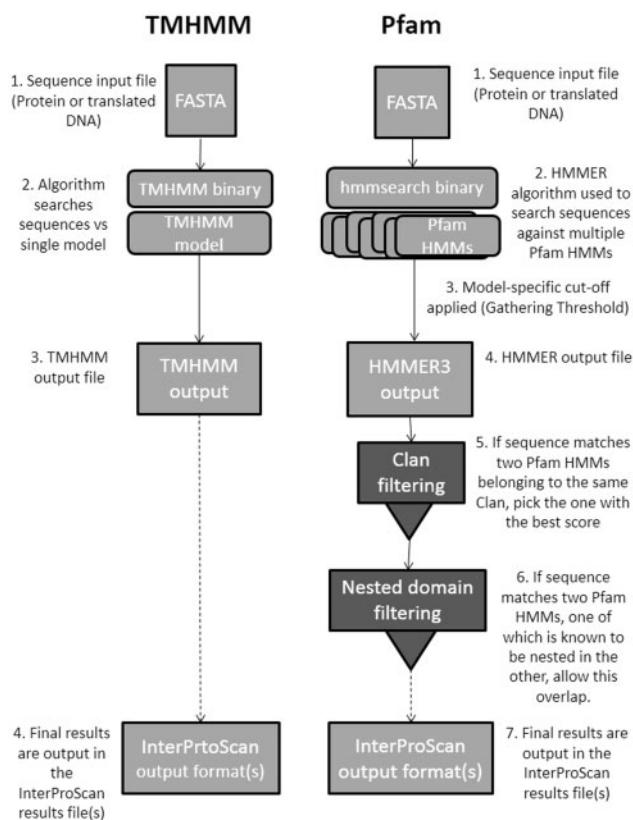 TMHMM
Pfam
1. Sequence input file
(Protein or translated
DNA)
FASTA
FASTA
1. Sequence input file
(Protein or translated
DNA)
2. Algorithm
searches
sequences vs
single model
TMHMM binary
TMHMM
model
hmmsearch binary
Pfam
HMMs
2. HMMER
algorithm used to
search sequences
against multiple
Pfam HMMs
3. Model-specific cut-off
applied (Gathering Threshold)
3. TMHMM
output file
TMHMM
output
HMMER3
output
4. HMMER output file
Clan
filtering
5. If sequence matches
two Pfam HMMs
belonging to the same
Clan, pick the one with
the best score
Nested domain
filtering
6. If sequence
matches two Pfam
HMMs, one of
which is known to
be nested in the
other, allow this
overlap.
4. Final results
are output in
the
InterProScan
results file(s)
InterPrtoScan
output format(s)
InterProScan
output format(s)
7. Final results are
output in the
InterProScan
results file(s)